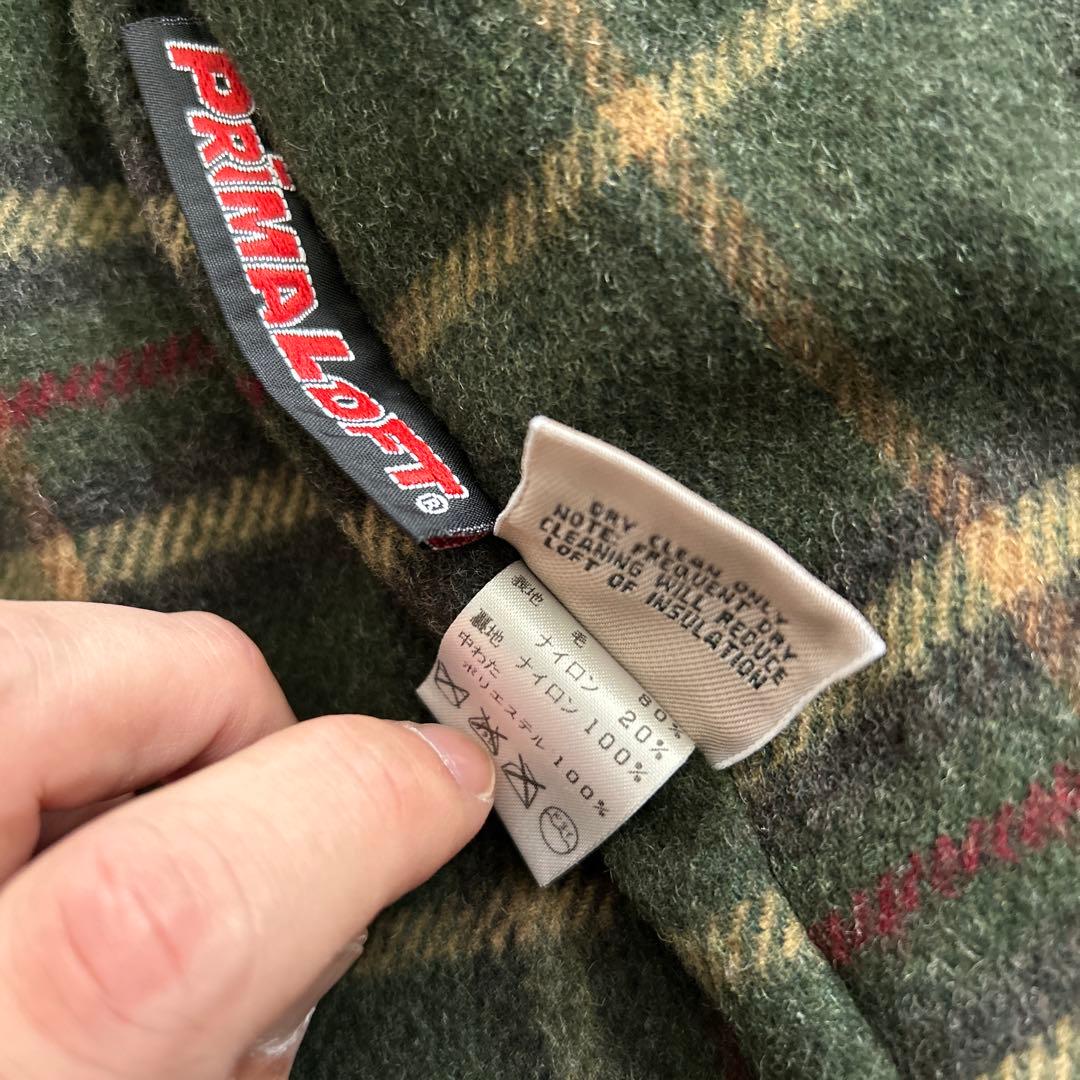 PRIMALOFT®
DRY CLEAN ONLY
NOTE: FREQUENT DRY
CLEANING WILL REDUCE
LOFT OF INSULATION
表地 毛 80%
ナイロン 20%
裏地 ナイロン 100%
中わた ポリエステル 100%